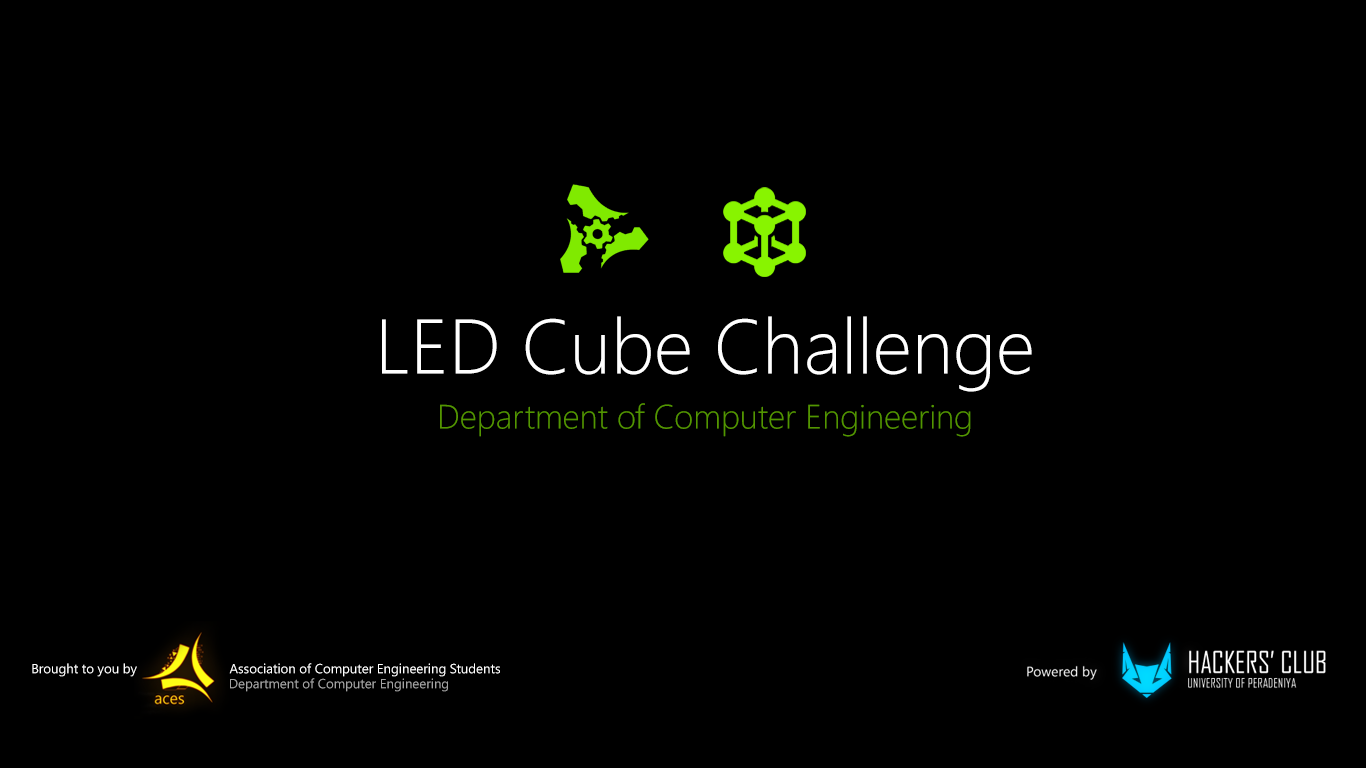 LED Cube Challenge
Department of Computer Engineering
Brought to you by
aces
Association of Computer Engineering Students
Department of Computer Engineering
Powered by
HACKERS' CLUB
UNIVERSITY OF PERADENIYA